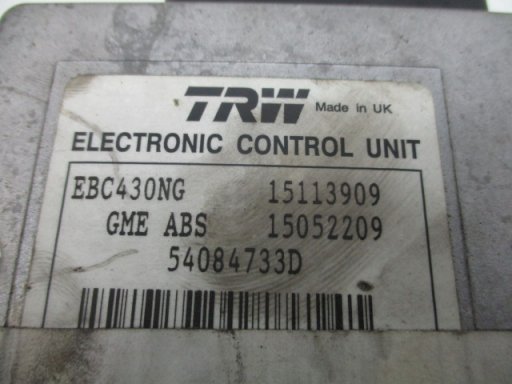 TRW Made in UK
ELECTRONIC CONTROL UNIT
EBC430NG 15113909
GME ABS 15052209
54084733D